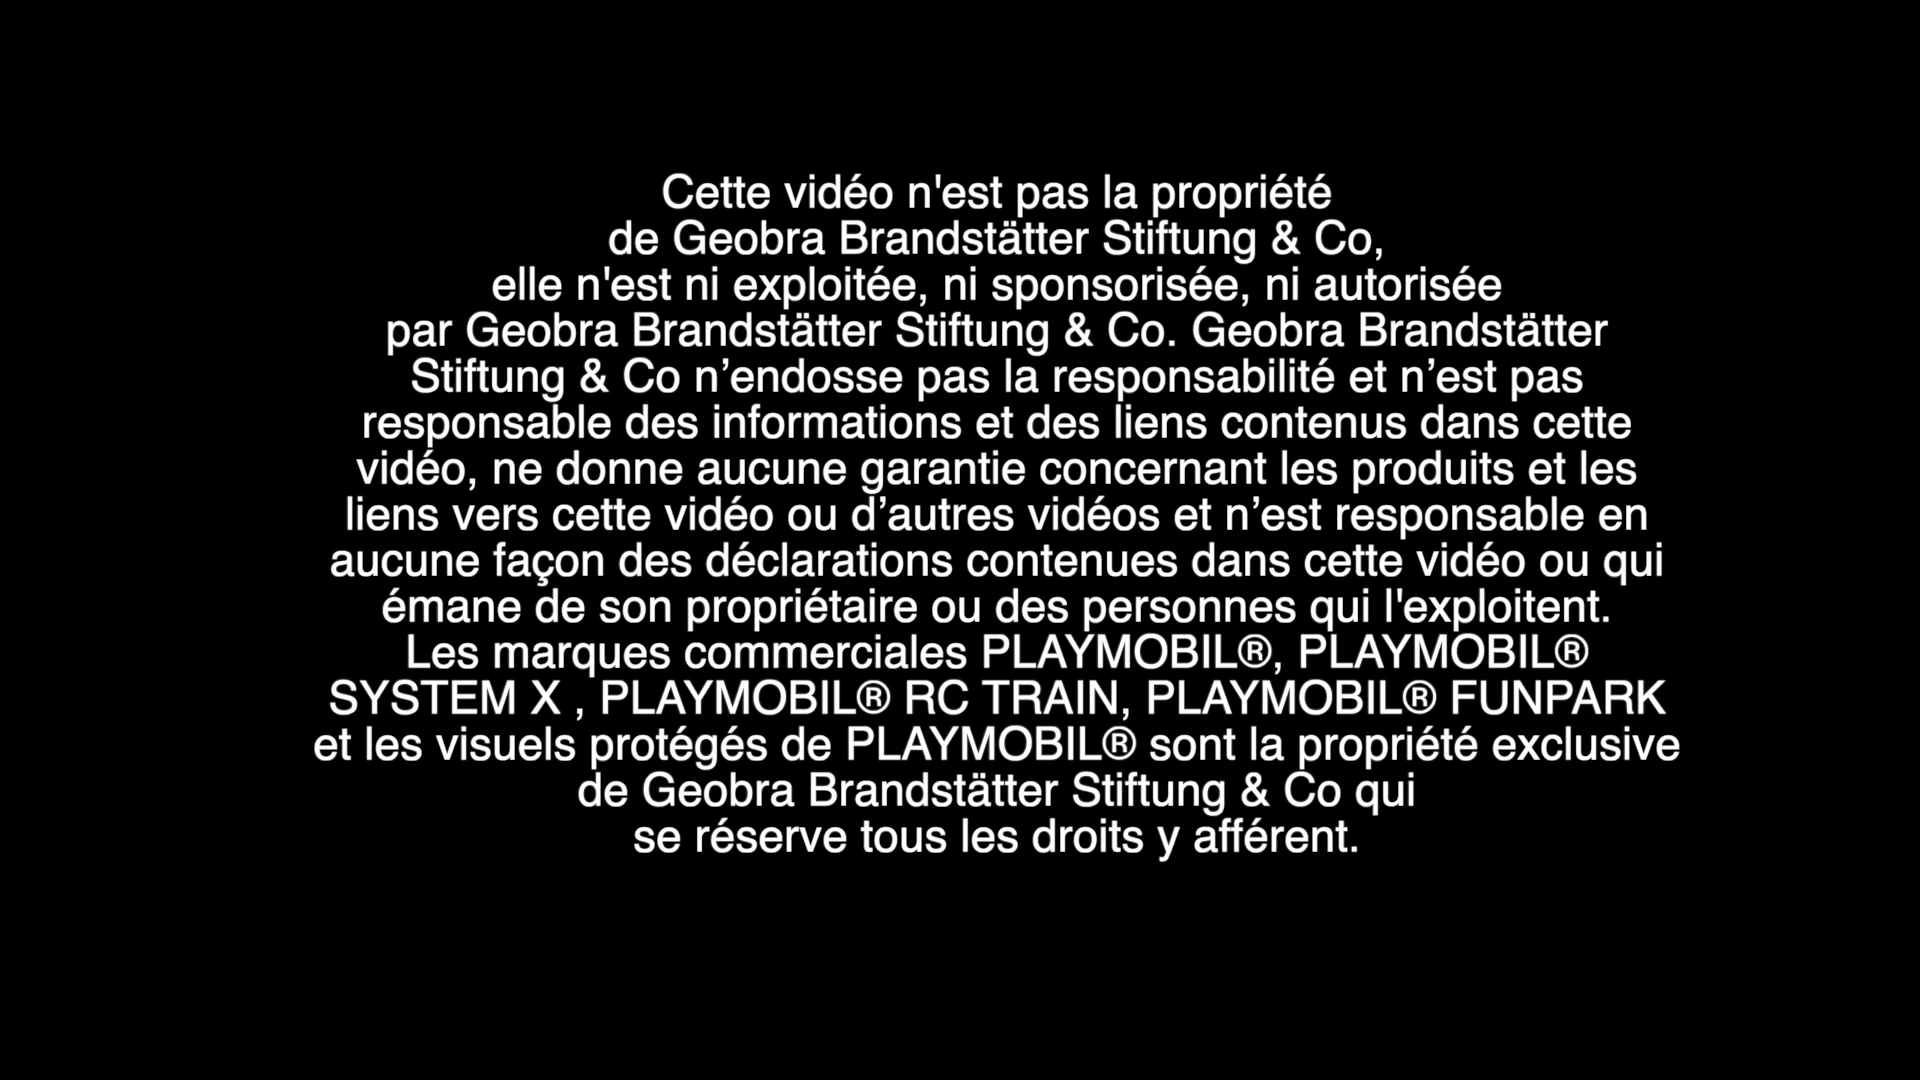 Cette vidéo n'est pas la propriété
de Geobra Brandstätter Stiftung & Co,
elle n'est ni exploitée, ni sponsorisée, ni autorisée
par Geobra Brandstätter Stiftung & Co. Geobra Brandstätter
Stiftung & Co n’endosse pas la responsabilité et n’est pas
responsable des informations et des liens contenus dans cette
vidéo, ne donne aucune garantie concernant les produits et les
liens vers cette vidéo ou d’autres vidéos et n’est responsable en
aucune façon des déclarations contenues dans cette vidéo ou qui
émane de son propriétaire ou des personnes qui l'exploitent.
Les marques commerciales PLAYMOBIL®, PLAYMOBIL®
SYSTEM X , PLAYMOBIL® RC TRAIN, PLAYMOBIL® FUNPARK
et les visuels protégés de PLAYMOBIL® sont la propriété exclusive
de Geobra Brandstätter Stiftung & Co qui
se réserve tous les droits y afférent.